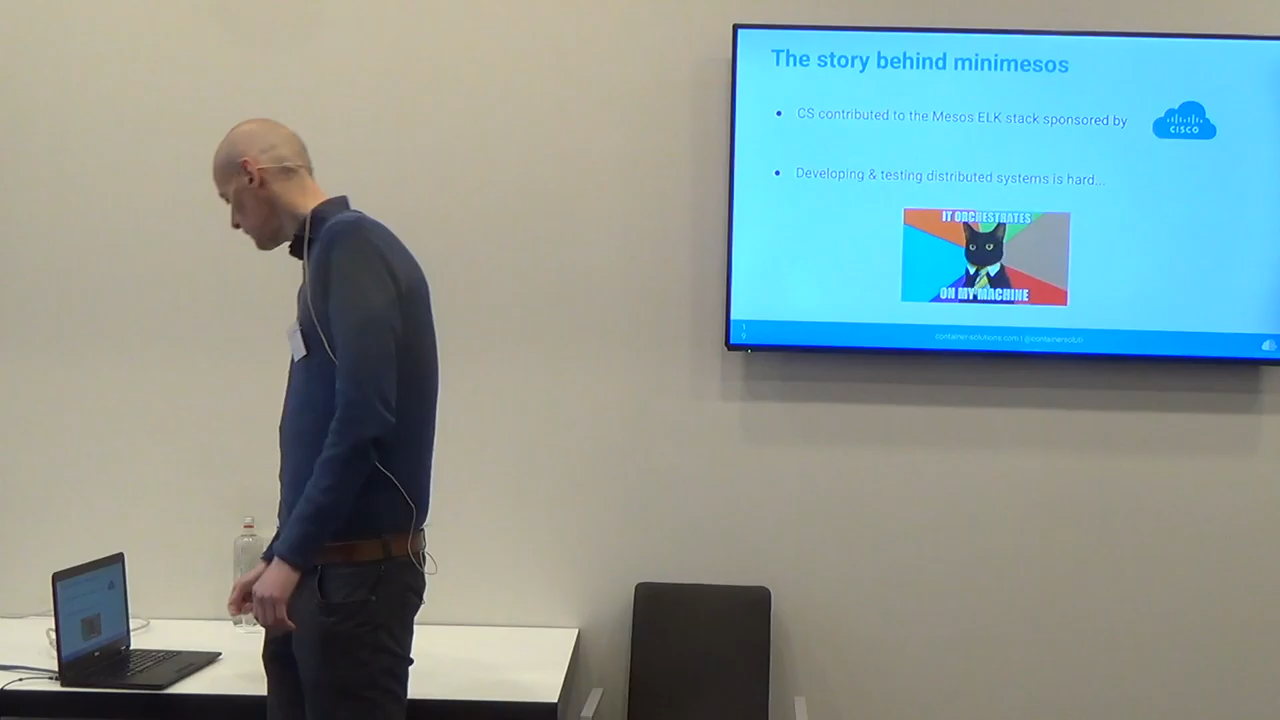 The story behind minimesos
CS contributed to the Mesos ELK stack sponsored by
CISCO
Developing & testing distributed systems is hard...
IT ORCHESTRATES
ON MY MACHINE
container-solutions.com | @containersoluti